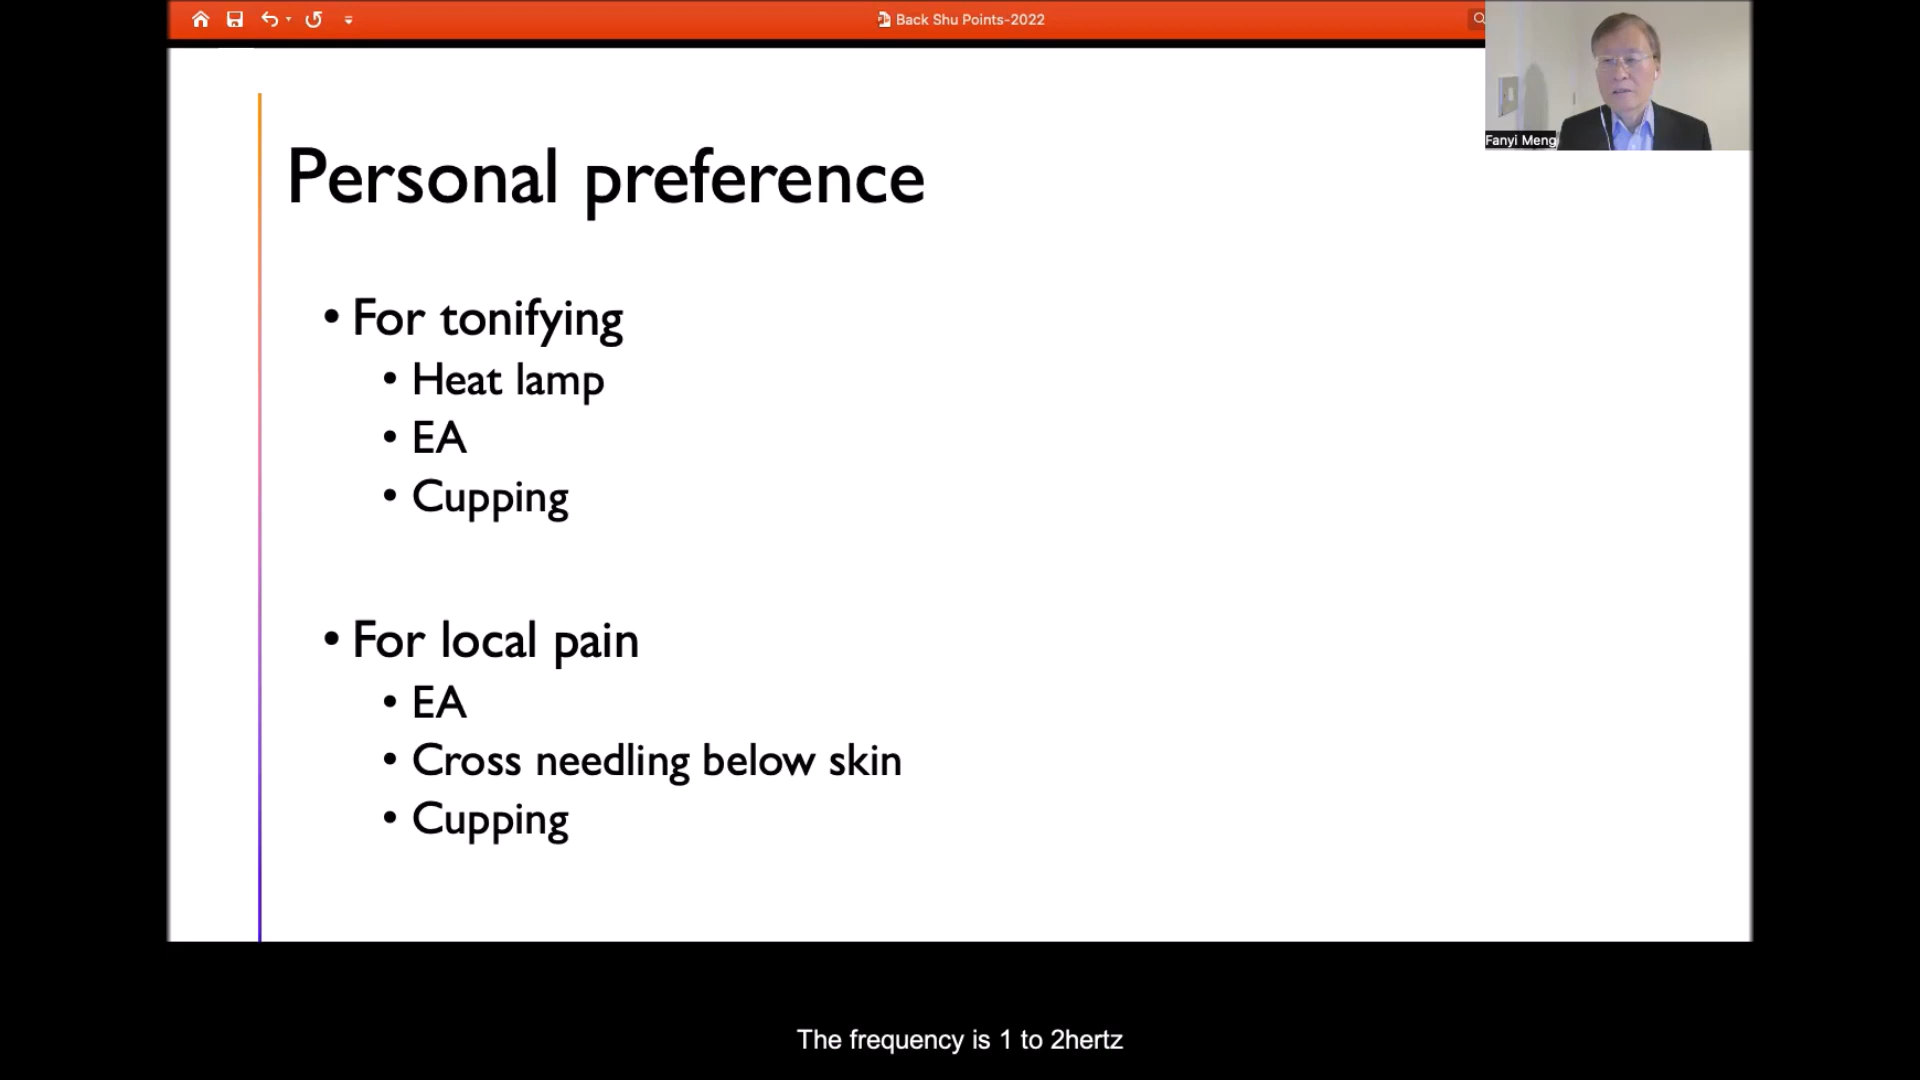 Back Shu Points-2022
Fanyi Meng
Personal preference
• For tonifying
• Heat lamp
• EA
• Cupping
• For local pain
• EA
• Cross needling below skin
• Cupping
The frequency is 1 to 2hertz